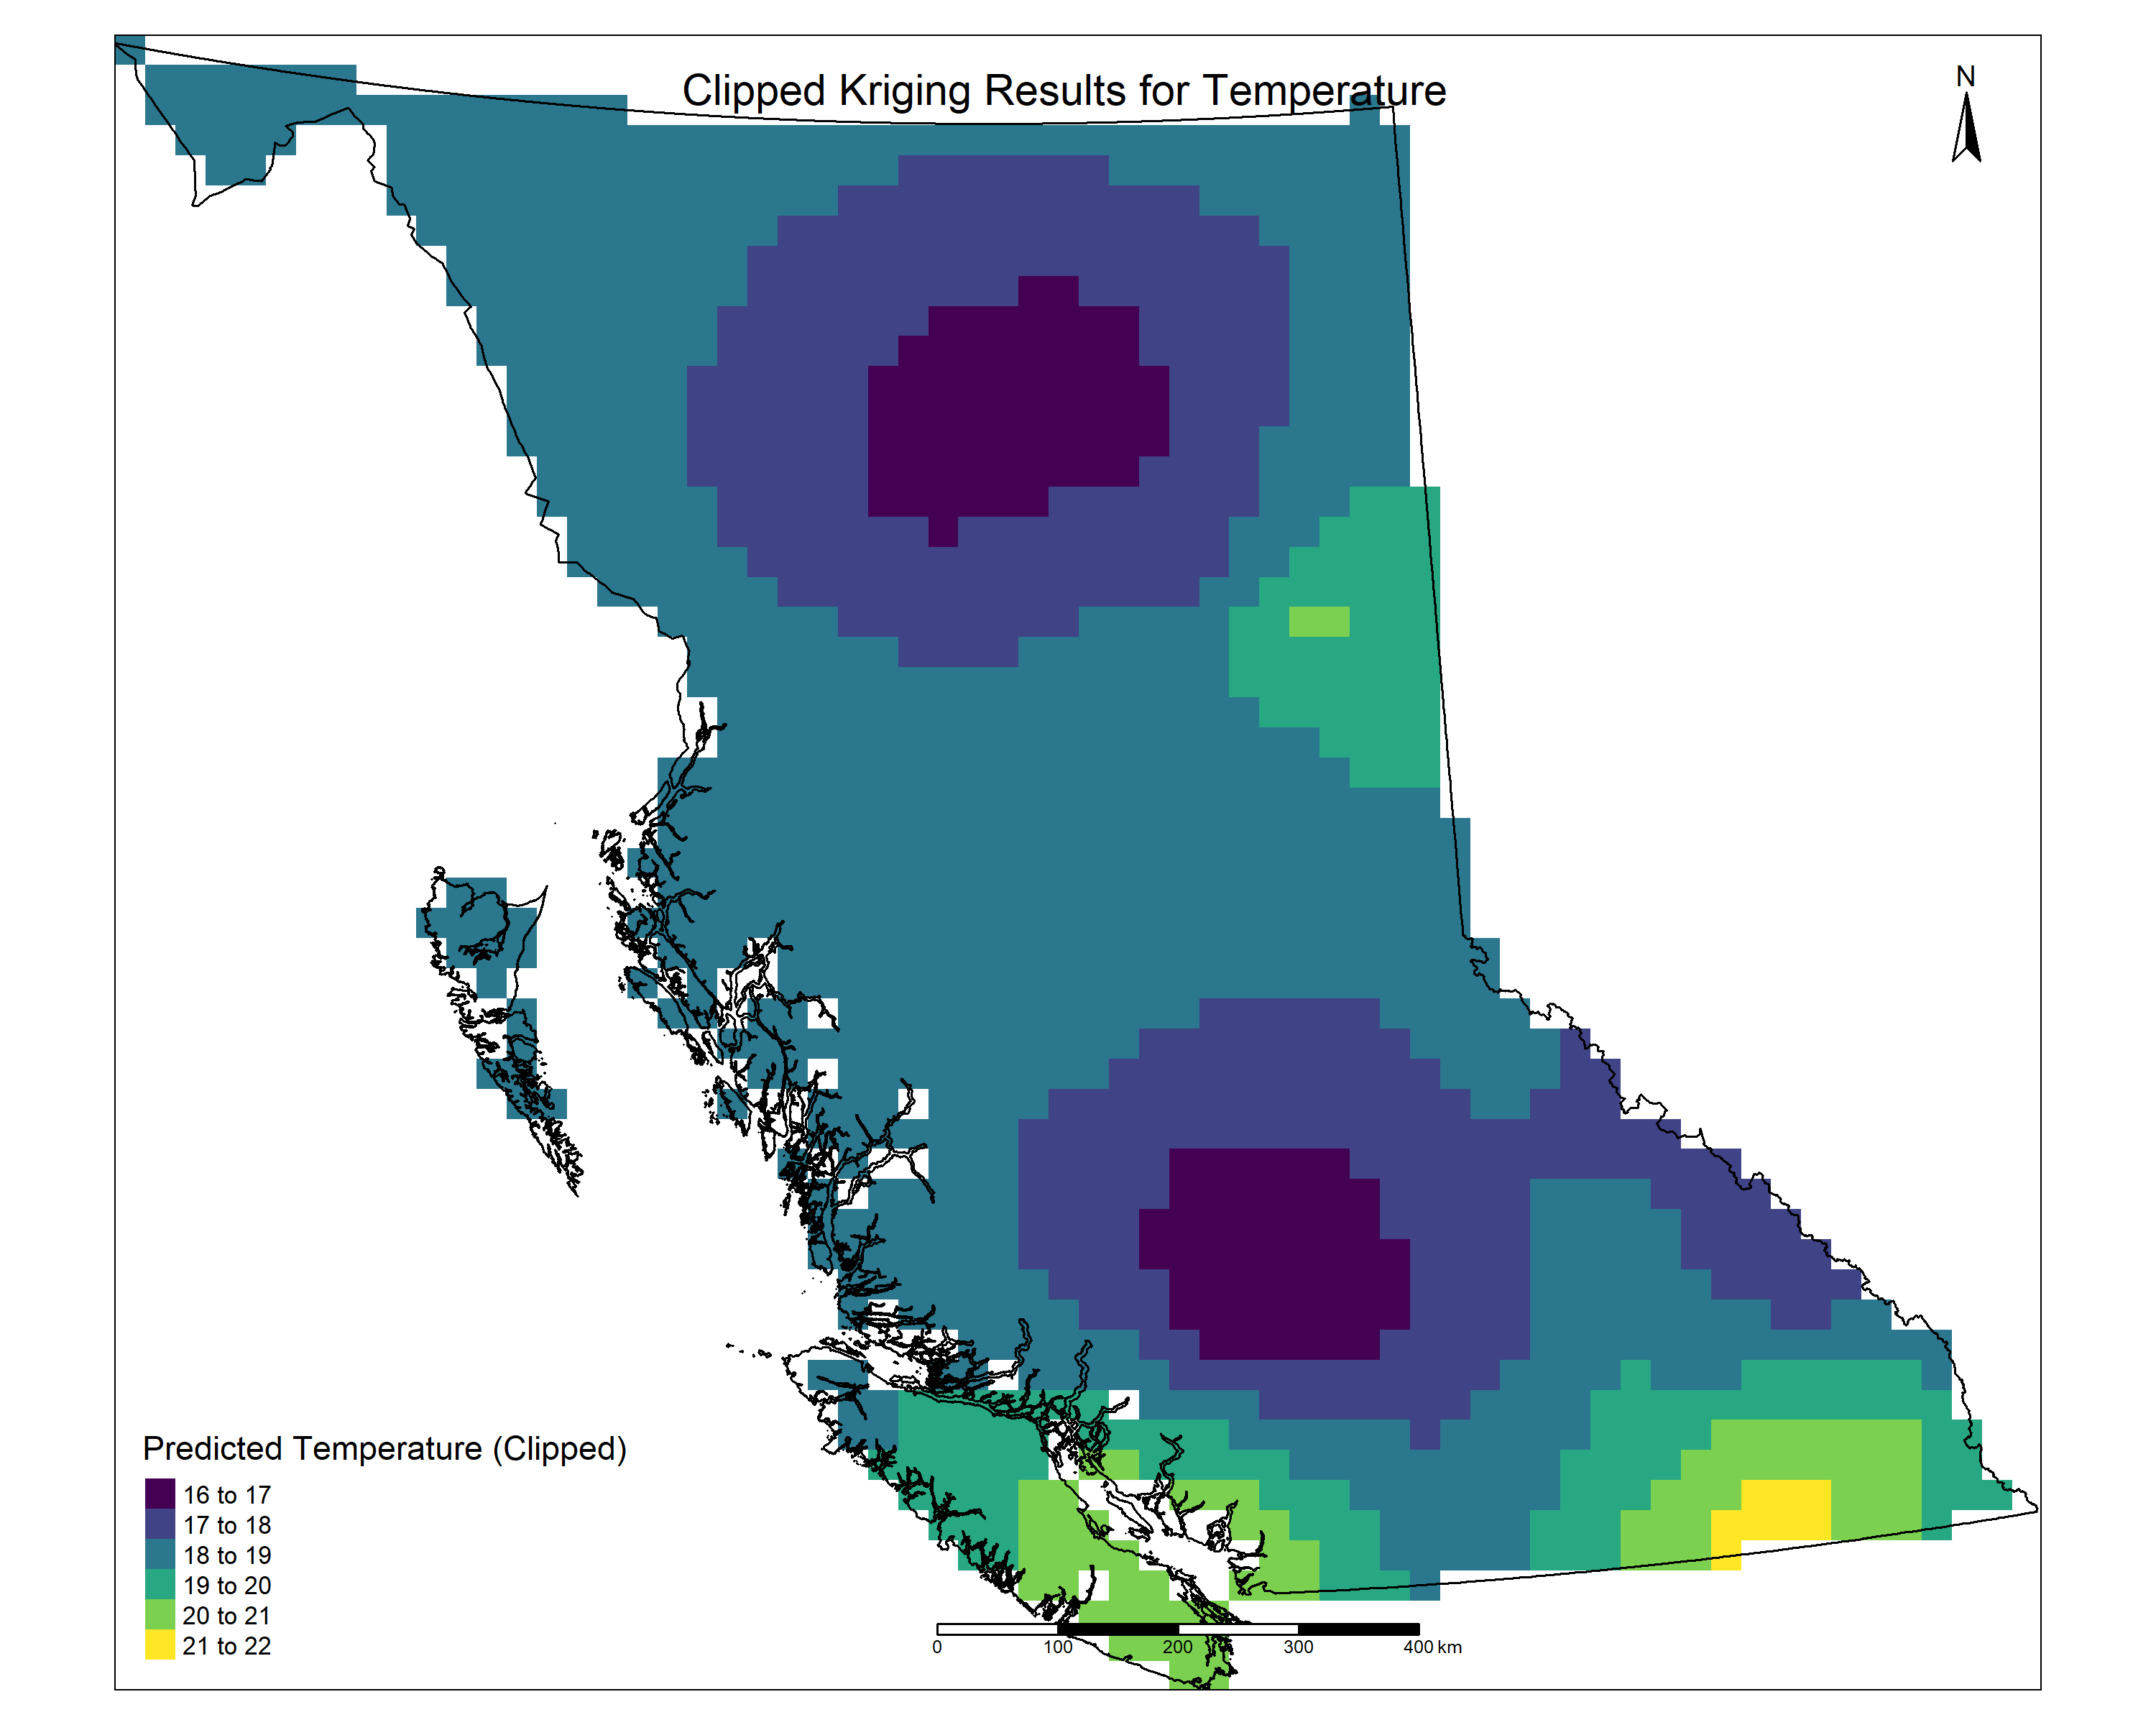 Clipped Kriging Results for Temperature
N
Predicted Temperature (Clipped)
16 to 17
17 to 18
18 to 19
19 to 20
20 to 21
21 to 22
0 100 200 300 400 km